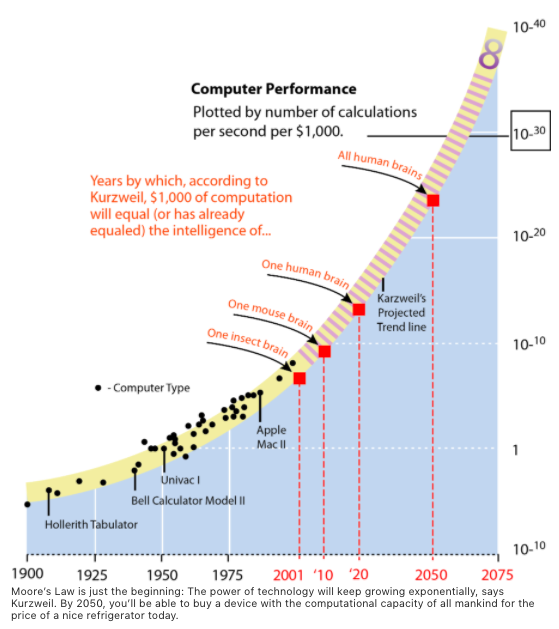 10-40
8
Computer Performance
Plotted by number of calculations
per second per $1,000.
10-30
All human brains
Years by which, according to
Kurzweil, $1,000 of computation
will equal (or has already
equaled) the intelligence of...
10-20
One human brain
Karzweil's
Projected
Trend line
One mouse brain
One insect brain
10-10
- Computer Type
Apple
Mac II
1
Univac I
Bell Calculator Model II
Hollerith Tabulator
10-10
1900 1925 1950 1975 2001 '10 '20 2050 2075
Moore's Law is just the beginning: The power of technology will keep growing exponentially, says
Kurzweil. By 2050, you'll be able to buy a device with the computational capacity of all mankind for the
price of a nice refrigerator today.